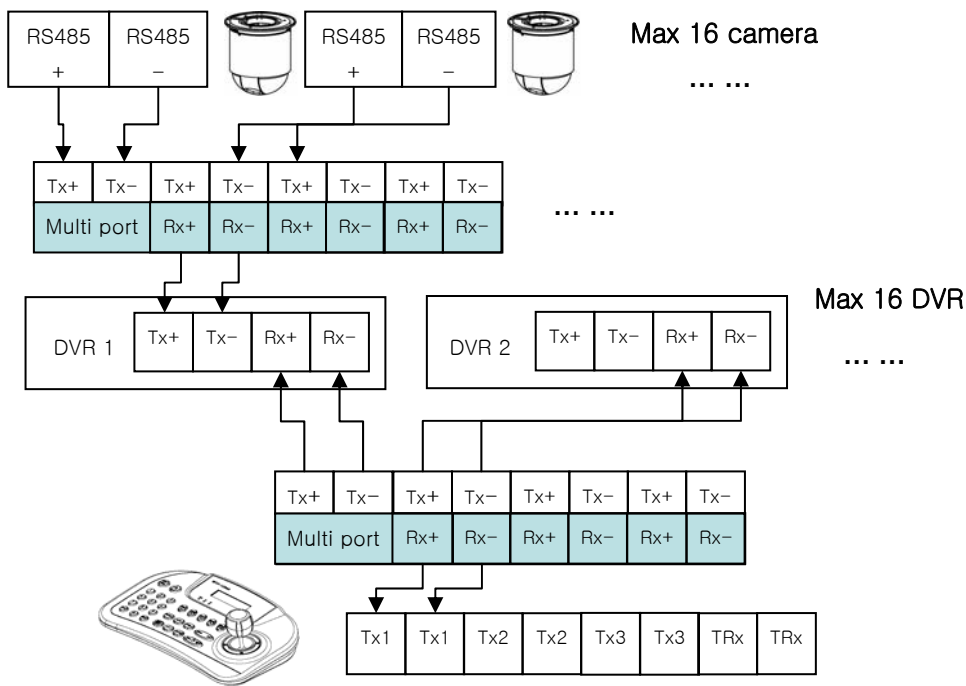 RS485 RS485 RS485 RS485 Max 16 camera
+ − + − ... ...
Tx+ Tx− Tx+ Tx− Tx+ Tx− Tx+ Tx−
Multi port Rx+ Rx− Rx+ Rx− Rx+ Rx− ... ...
Max 16 DVR
DVR 1 Tx+ Tx− Rx+ Rx− DVR 2 Tx+ Tx− Rx+ Rx− ... ...
Tx+ Tx− Tx+ Tx− Tx+ Tx− Tx+ Tx−
Multi port Rx+ Rx− Rx+ Rx− Rx+ Rx−
Tx1 Tx1 Tx2 Tx2 Tx3 Tx3 TRx TRx